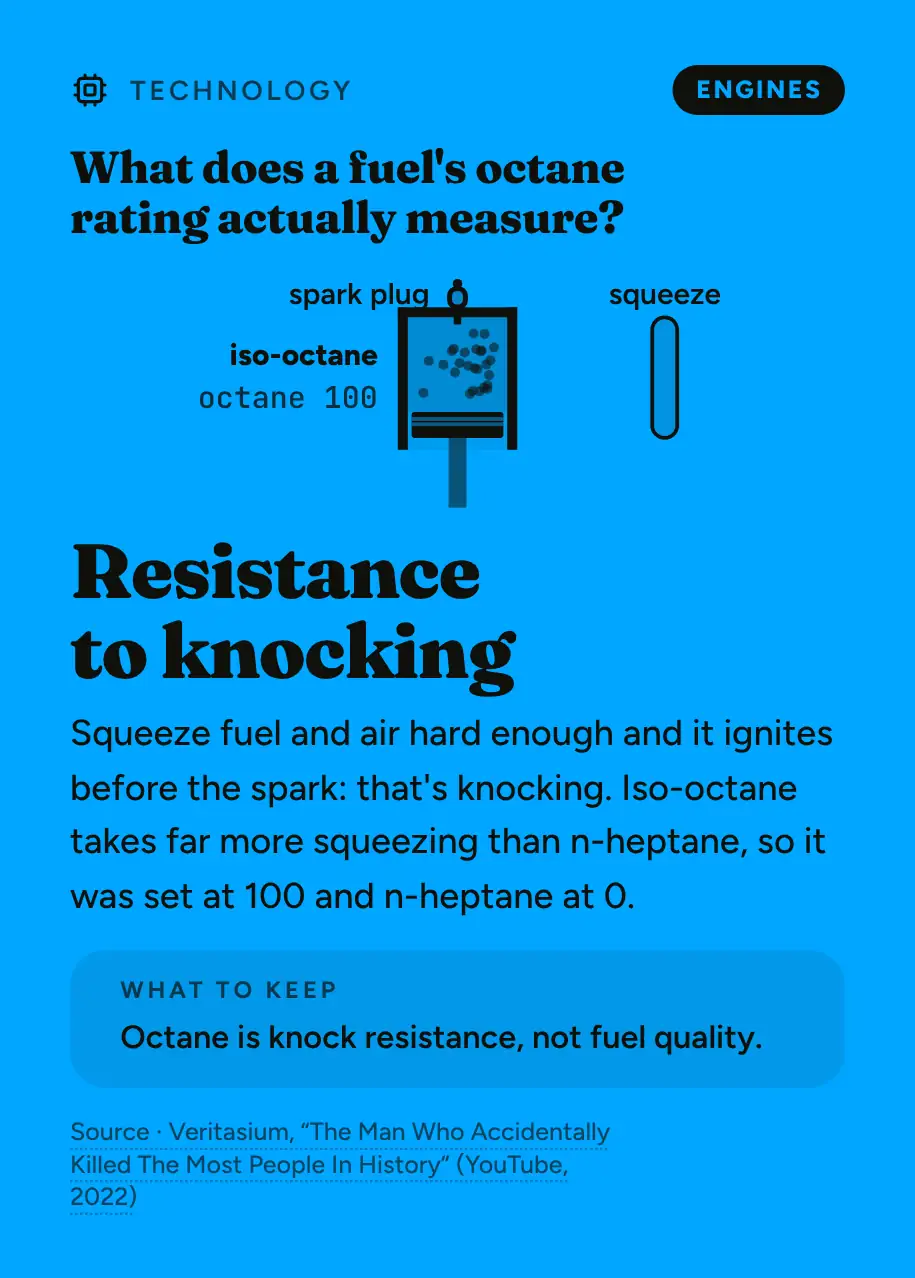 TECHNOLOGY
ENGINES
What does a fuel's octane
rating actually measure?
spark plug
squeeze
iso-octane
octane 100
Resistance
to knocking
Squeeze fuel and air hard enough and it ignites
before the spark: that's knocking. Iso-octane
takes far more squeezing than n-heptane, so it
was set at 100 and n-heptane at 0.
WHAT TO KEEP
Octane is knock resistance, not fuel quality.
Source · Veritasium, “The Man Who Accidentally
Killed The Most People In History” (YouTube,
2022)